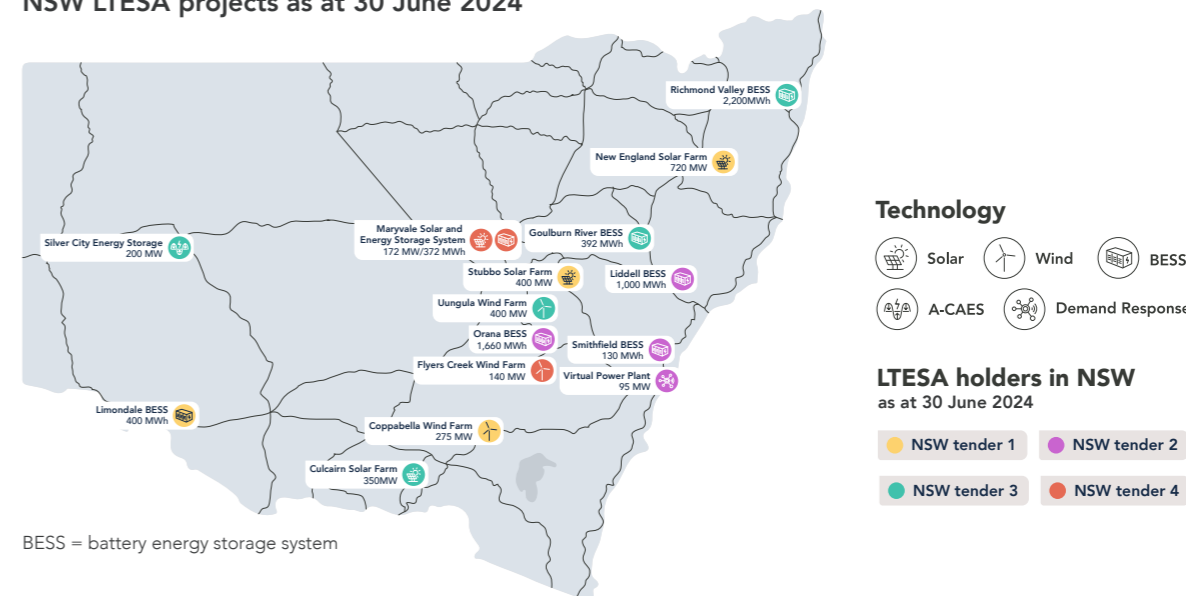 NSW LTESA projects as at 30 June 2024
Richmond Valley BESS
2,200MWh
New England Solar Farm
720 MW
Silver City Energy Storage
200 MW
Maryvale Solar and
Energy Storage System
172 MW/372 MWh
Goulburn River BESS
392 MWh
Stubbo Solar Farm
400 MW
Liddell BESS
1,000 MWh
Uungula Wind Farm
400 MW
Orana BESS
1,660 MWh
Smithfield BESS
130 MWh
Flyers Creek Wind Farm
140 MW
Virtual Power Plant
95 MW
Limondale BESS
400 MWh
Coppabella Wind Farm
275 MW
Culcairn Solar Farm
350MW
BESS = battery energy storage system
Technology
Solar
Wind
BESS
A-CAES
Demand Response
LTESA holders in NSW
as at 30 June 2024
NSW tender 1
NSW tender 2
NSW tender 3
NSW tender 4